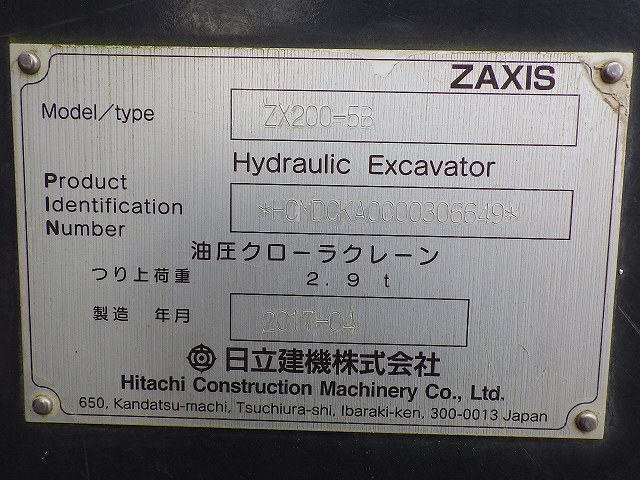 ZAXIS
Model/type ZX200-5B
Hydraulic Excavator
Product
Identification
Number
*HCMDCKA0C00306649*
油圧クローラクレーン
つり上荷重 2.9 t
製造 年月 2017-04
日立建機株式会社
Hitachi Construction Machinery Co., Ltd.
650, Kandatsu-machi, Tsuchiura-shi, Ibaraki-ken, 300-0013 Japan